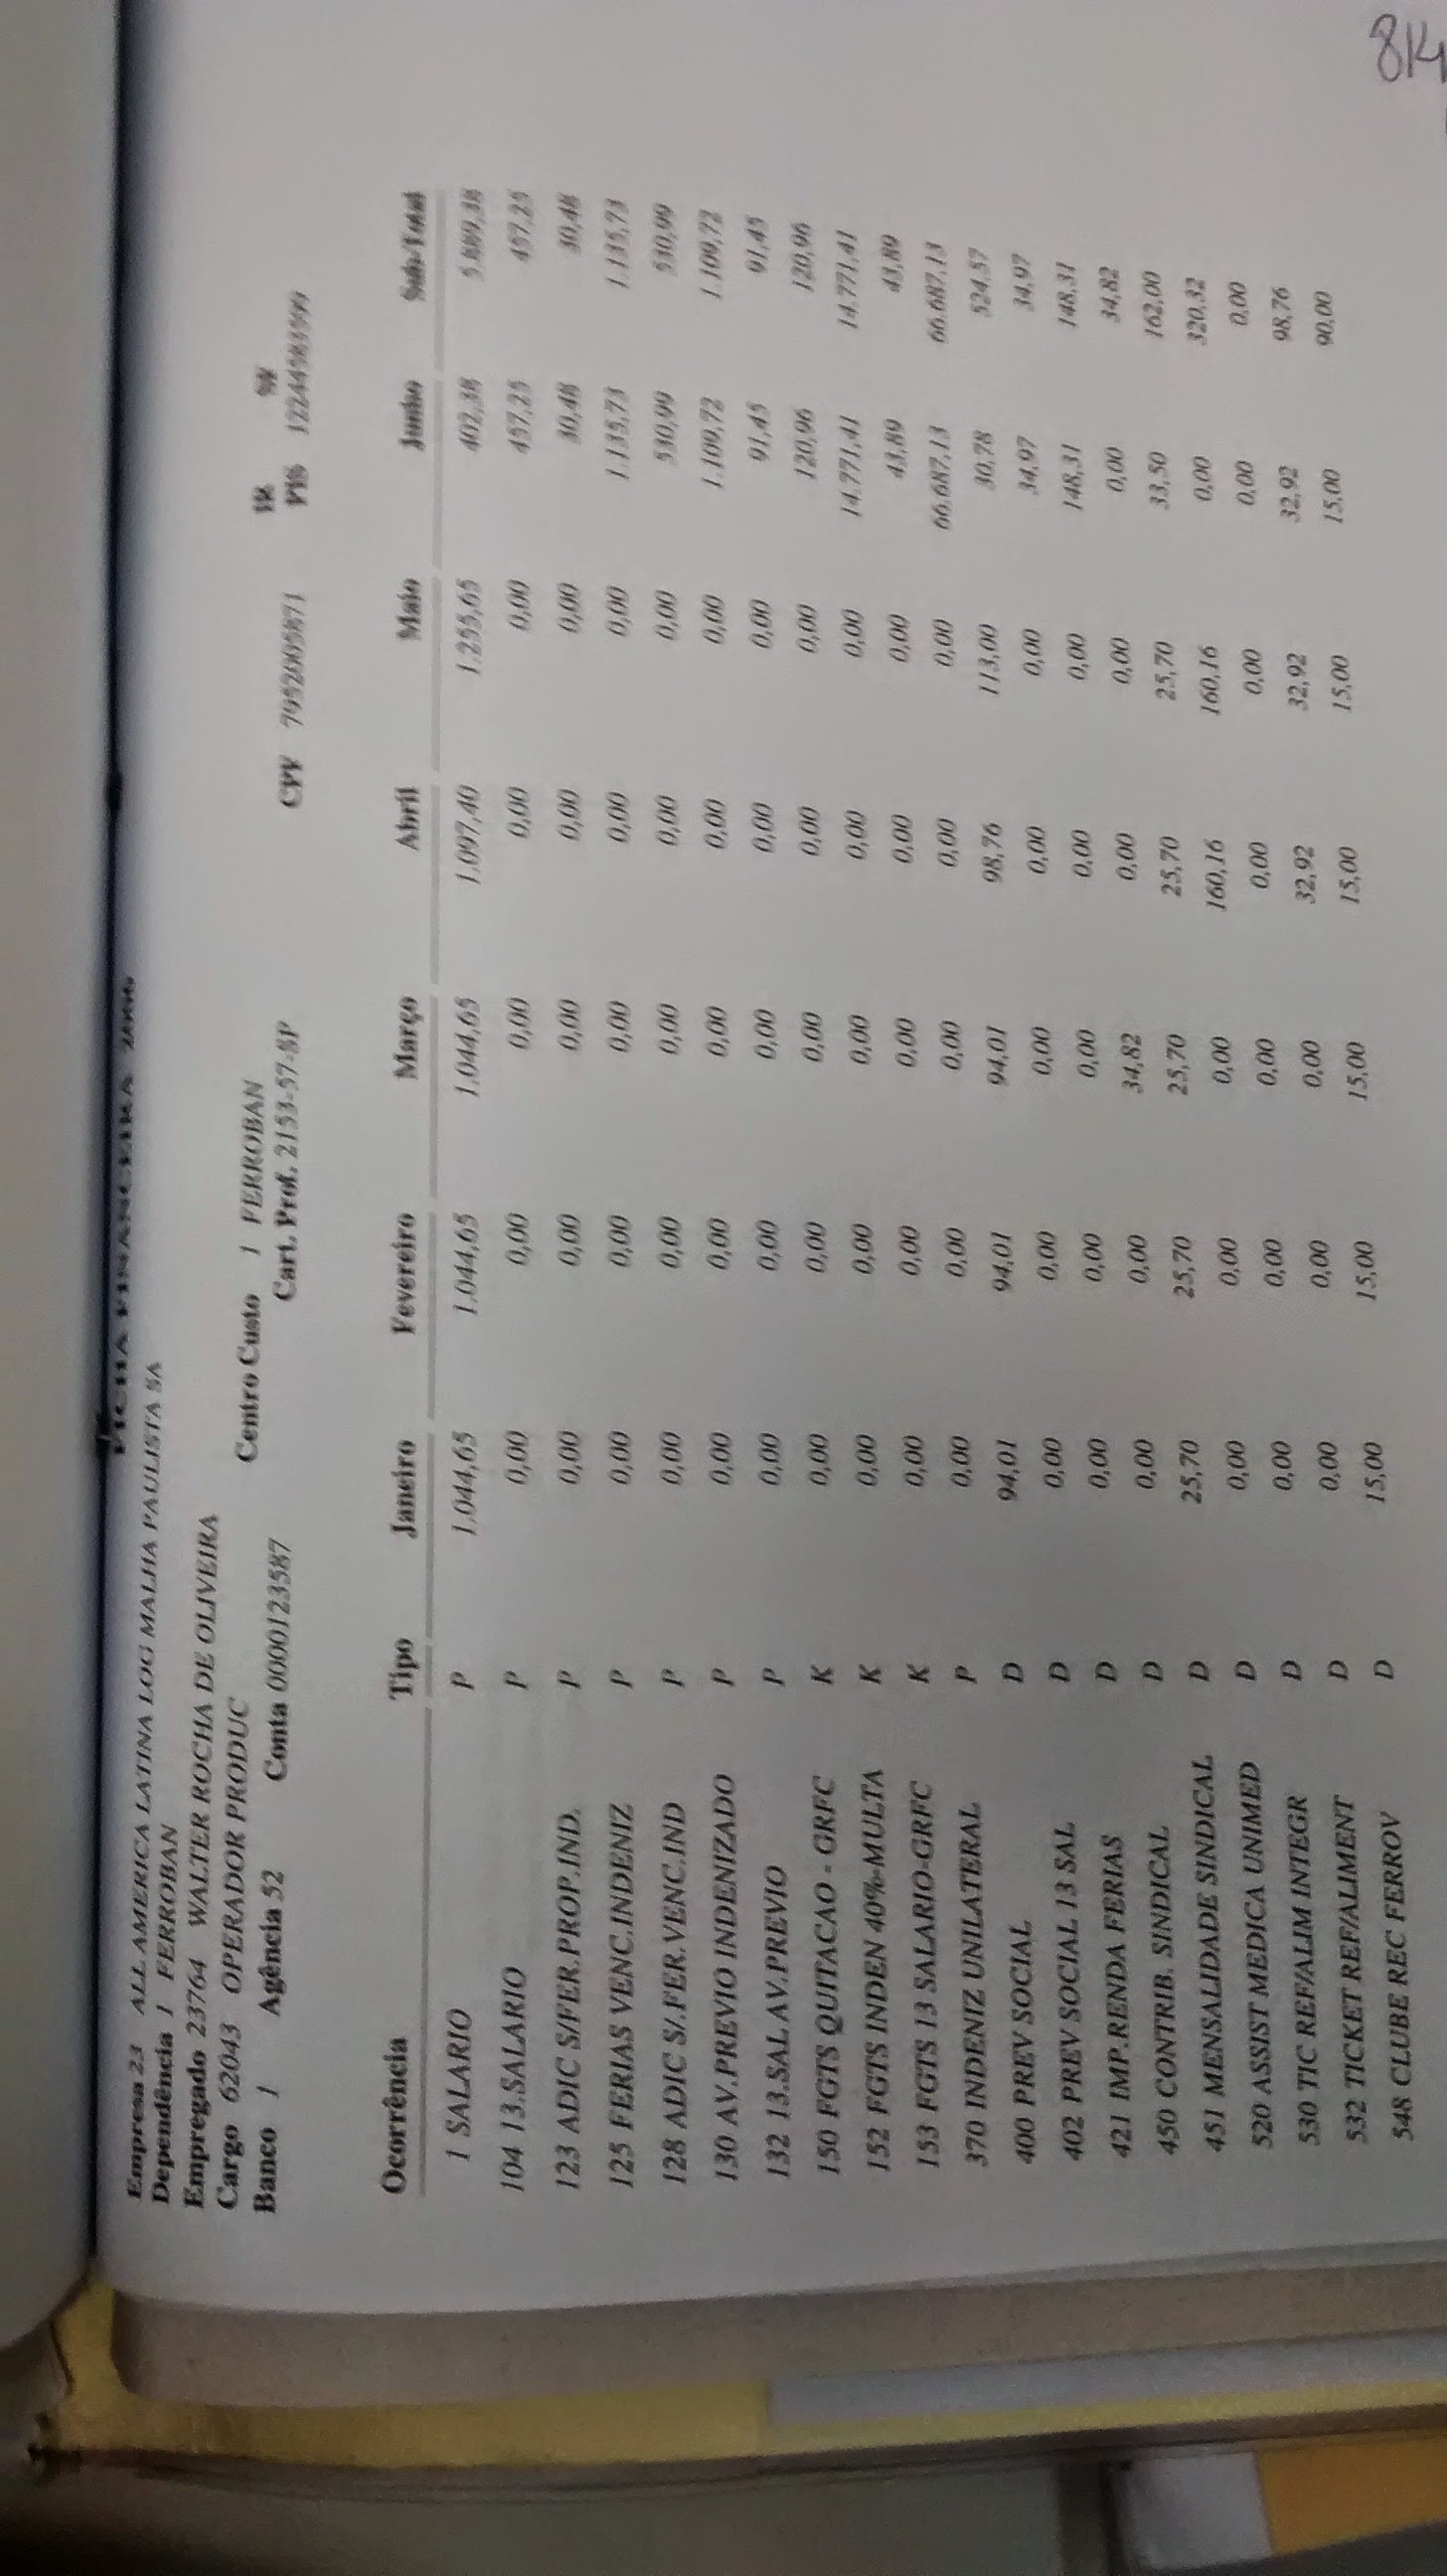 FICHA FINANCEIRA 2006
Empresa 23 ALL AMERICA LATINA LOG MALHA PAULISTA SA
Dependência 1 FERROBAN
Empregado 23764 WALTER ROCHA DE OLIVEIRA Centro Custo 1 FERROBAN IR
Cargo 62043 OPERADOR PRODUC Cart. Prof. 2153-57-SP CPF 7952005871 PIS
Banco 1 Agência 52 Conta 0000123587
Ocorrência Tipo Janeiro Fevereiro Março Abril Maio Junho Sub/Total
1 SALARIO P 1.044,65 1.044,65 1.044,65 1.097,40 1.255,65 402,38 5.889,38
104 13.SALARIO P 0,00 0,00 0,00 0,00 0,00 457,25 457,25
123 ADIC S/FER.PROP.IND. P 0,00 0,00 0,00 0,00 0,00 30,48 30,48
125 FERIAS VENC.INDENIZ P 0,00 0,00 0,00 0,00 0,00 1.135,73 1.135,73
128 ADIC S/.FER.VENC.IND P 0,00 0,00 0,00 0,00 0,00 530,99 530,99
130 AV.PREVIO INDENIZADO P 0,00 0,00 0,00 0,00 0,00 1.109,72 1.109,72
132 13.SAL AV.PREVIO P 0,00 0,00 0,00 0,00 0,00 91,45 91,45
150 FGTS QUITACAO - GRFC K 0,00 0,00 0,00 0,00 0,00 120,96 120,96
152 FGTS INDEN 40%-MULTA K 0,00 0,00 0,00 0,00 0,00 14.771,41 14.771,41
153 FGTS 13 SALARIO-GRFC K 0,00 0,00 0,00 0,00 0,00 43,89 43,89
370 INDENIZ UNILATERAL P 0,00 0,00 0,00 0,00 0,00 66.687,13 66.687,13
400 PREV SOCIAL D 94,01 94,01 94,01 98,76 113,00 30,78 524,57
402 PREV SOCIAL 13 SAL D 0,00 0,00 0,00 0,00 0,00 34,97 34,97
421 IMP.RENDA FERIAS D 0,00 0,00 0,00 0,00 0,00 148,31 148,31
450 CONTRIB. SINDICAL D 0,00 0,00 34,82 0,00 0,00 0,00 34,82
451 MENSALIDADE SINDICAL D 25,70 25,70 25,70 25,70 25,70 33,50 162,00
520 ASSIST MEDICA UNIMED D 0,00 0,00 0,00 160,16 160,16 0,00 320,32
530 TIC REF/ALIM INTEGR D 0,00 0,00 0,00 0,00 0,00 0,00 0,00
532 TICKET REF/ALIMENT D 0,00 0,00 0,00 32,92 32,92 32,92 98,76
548 CLUBE REC FERROV D 15,00 15,00 15,00 15,00 15,00 15,00 90,00
814